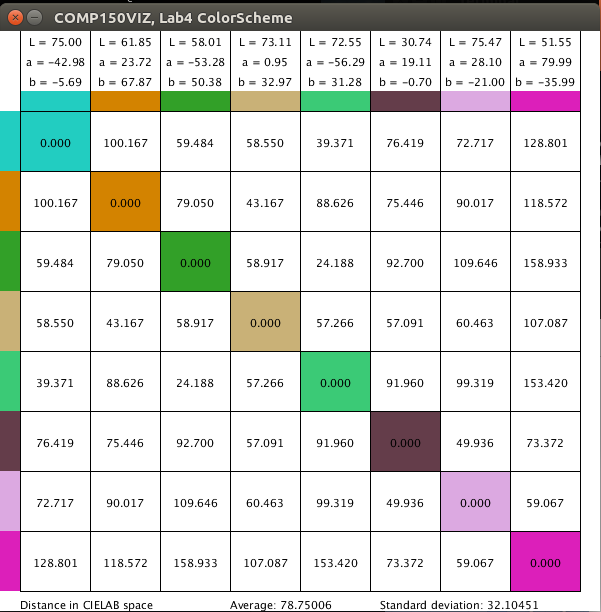 COMP150VIZ, Lab4 ColorScheme
L = 75.00 L = 61.85 L = 58.01 L = 73.11 L = 72.55 L = 30.74 L = 75.47 L = 51.55
a = −42.98 a = 23.72 a = −53.28 a = 0.95 a = −56.29 a = 19.11 a = 28.10 a = 79.99
b = −5.69 b = 67.87 b = 50.38 b = 32.97 b = 31.28 b = −0.70 b = −21.00 b = −35.99
0.000 100.167 59.484 58.550 39.371 76.419 72.717 128.801
100.167 0.000 79.050 43.167 88.626 75.446 90.017 118.572
59.484 79.050 0.000 58.917 24.188 92.700 109.646 158.933
58.550 43.167 58.917 0.000 57.266 57.091 60.463 107.087
39.371 88.626 24.188 57.266 0.000 91.960 99.319 153.420
76.419 75.446 92.700 57.091 91.960 0.000 49.936 73.372
72.717 90.017 109.646 60.463 99.319 49.936 0.000 59.067
128.801 118.572 158.933 107.087 153.420 73.372 59.067 0.000
Distance in CIELAB space Average: 78.75006 Standard deviation: 32.10451